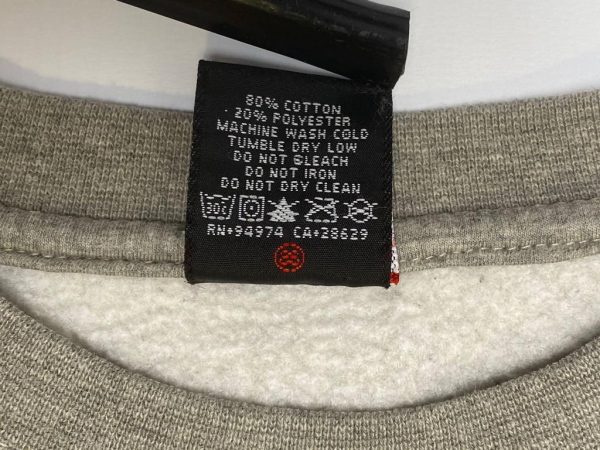 80% COTTON
20% POLYESTER
MACHINE WASH COLD
TUMBLE DRY LOW
DO NOT BLEACH
DO NOT IRON
DO NOT DRY CLEAN
30C
RN*94974 CA*28629